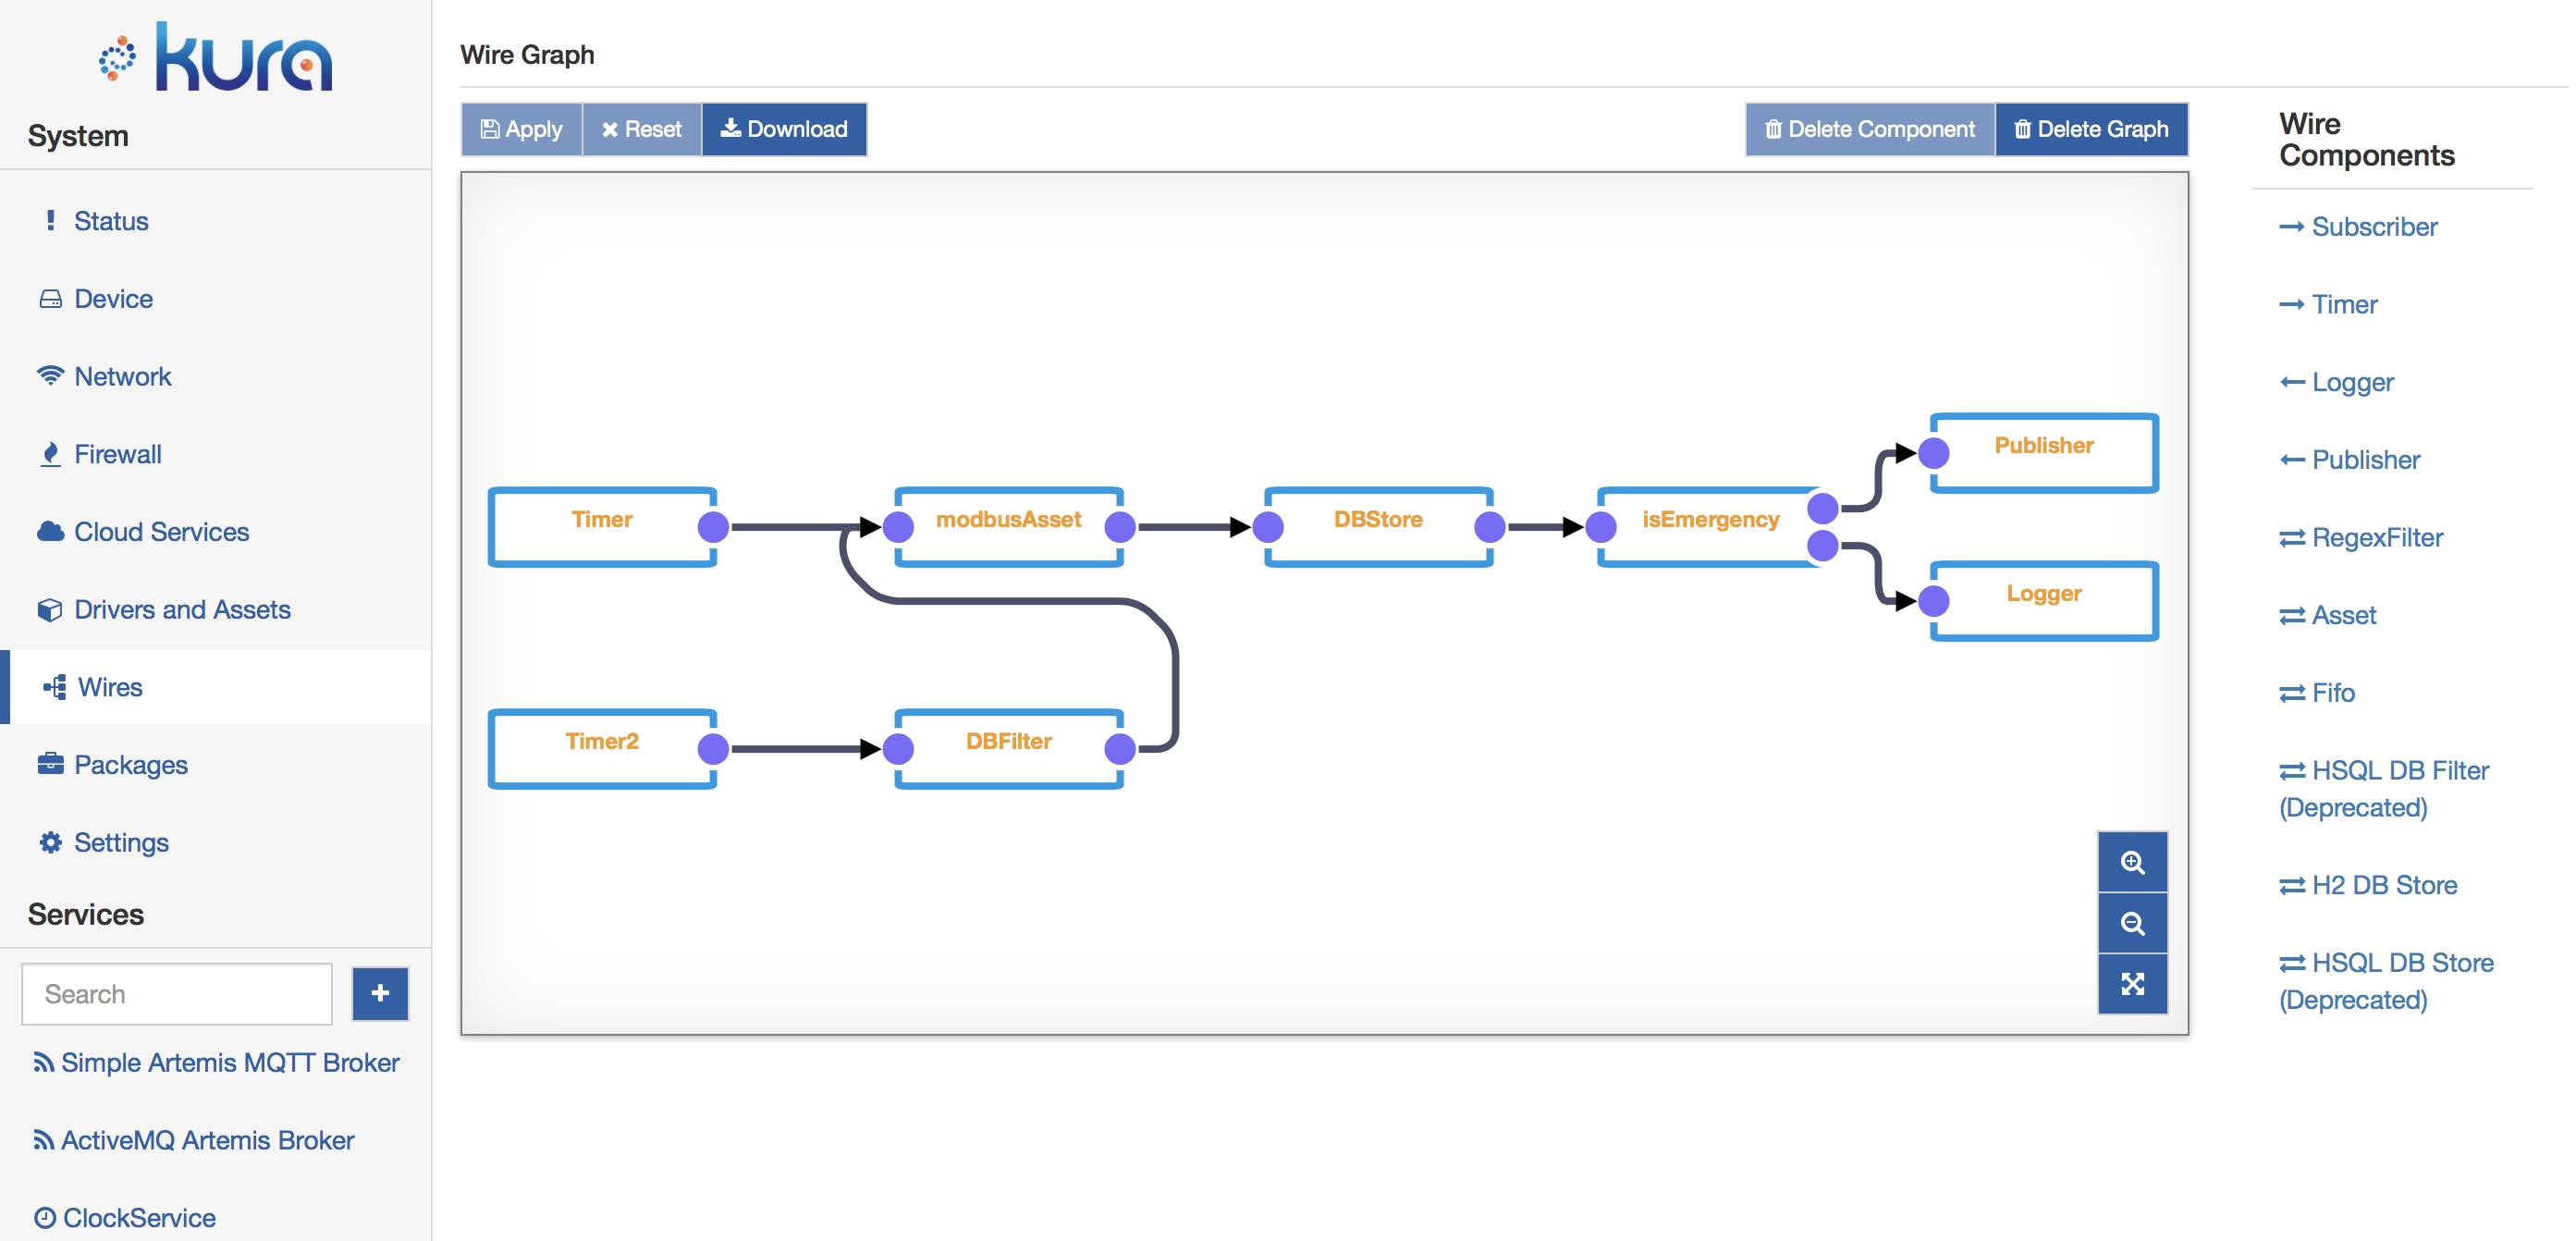 kura
System
Status
Device
Network
Firewall
Cloud Services
Drivers and Assets
Wires
Packages
Settings
Services
Search
Simple Artemis MQTT Broker
ActiveMQ Artemis Broker
ClockService
Wire Graph
Apply
Reset
Download
Delete Component
Delete Graph
Timer
modbusAsset
DBStore
isEmergency
Publisher
Logger
Timer2
DBFilter
Wire
Components
Subscriber
Timer
Logger
Publisher
RegexFilter
Asset
Fifo
HSQL DB Filter
(Deprecated)
H2 DB Store
HSQL DB Store
(Deprecated)